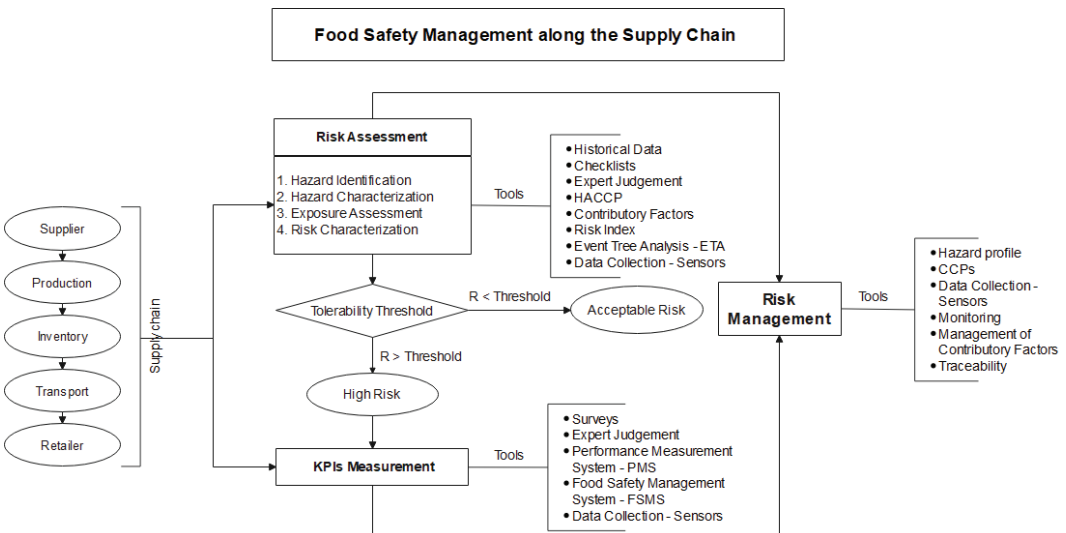 Food Safety Management along the Supply Chain
Supplier
Production
Inventory
Transport
Retailer
Supply chain
Risk Assessment
1. Hazard Identification
2. Hazard Characterization
3. Exposure Assessment
4. Risk Characterization
Tools
• Historical Data
• Checklists
• Expert Judgement
• HACCP
• Contributory Factors
• Risk Index
• Event Tree Analysis - ETA
• Data Collection - Sensors
Tolerability Threshold
R < Threshold
Acceptable Risk
R > Threshold
High Risk
KPIs Measurement
Tools
• Surveys
• Expert Judgement
• Performance Measurement
System - PMS
• Food Safety Management
System - FSMS
• Data Collection - Sensors
Risk
Management
Tools
• Hazard profile
• CCPs
• Data Collection -
Sensors
• Monitoring
• Management of
Contributory Factors
• Traceability